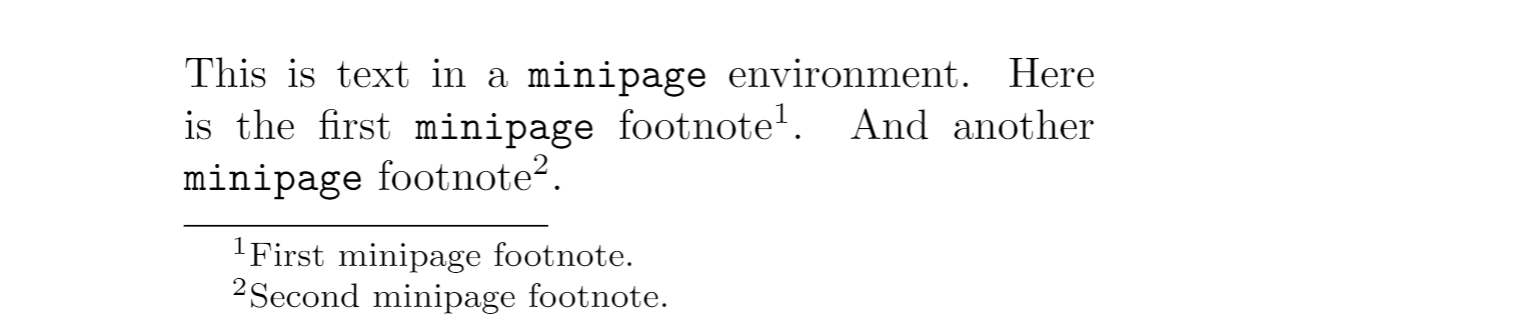 This is text in a minipage environment. Here
is the first minipage footnote¹. And another
minipage footnote².
¹First minipage footnote.
²Second minipage footnote.